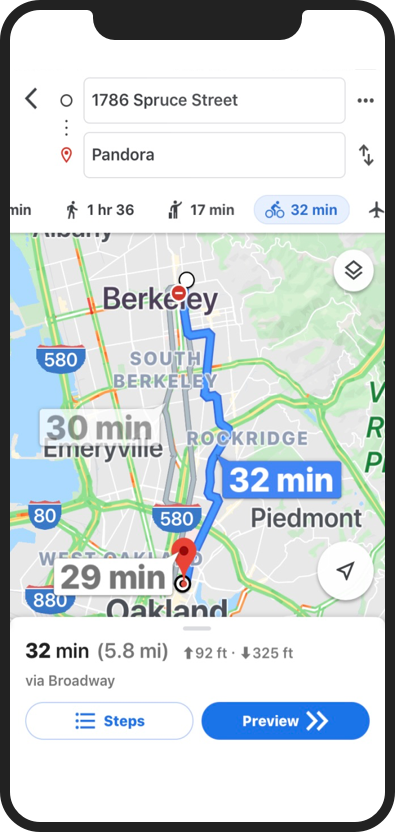 1786 Spruce Street
Pandora
min
1 hr 36
17 min
32 min
Albany
Berkeley
580
SOUTH
BERKELEY
30 min
ROCKRIDGE
Emeryville
32 min
80
580
Piedmont
WEST OAKLAND
29 min
880
Oakland
32 min (5.8 mi) 92 ft · 325 ft
via Broadway
Steps
Preview